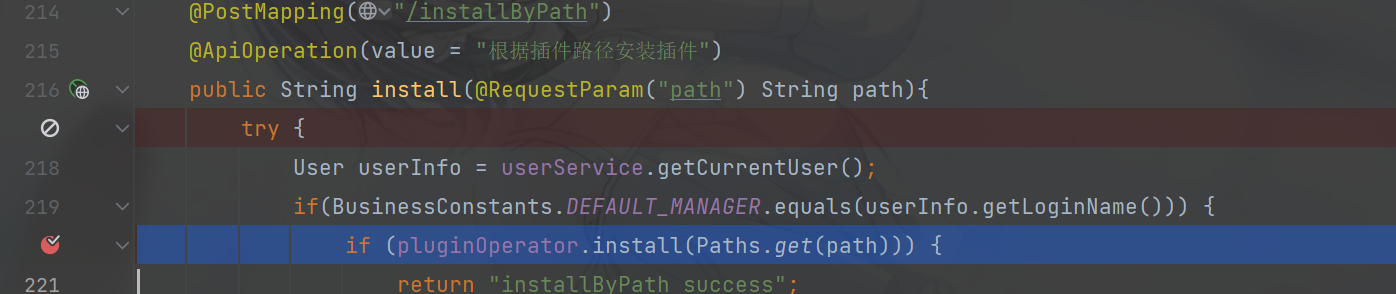 214 @PostMapping("/installByPath")
215 @ApiOperation(value = "根据插件路径安装插件")
216 public String install(@RequestParam("path") String path){
try {
218 User userInfo = userService.getCurrentUser();
219 if(BusinessConstants.DEFAULT_MANAGER.equals(userInfo.getLoginName())) {
if (pluginOperator.install(Paths.get(path))) {
221 return "installByPath success";